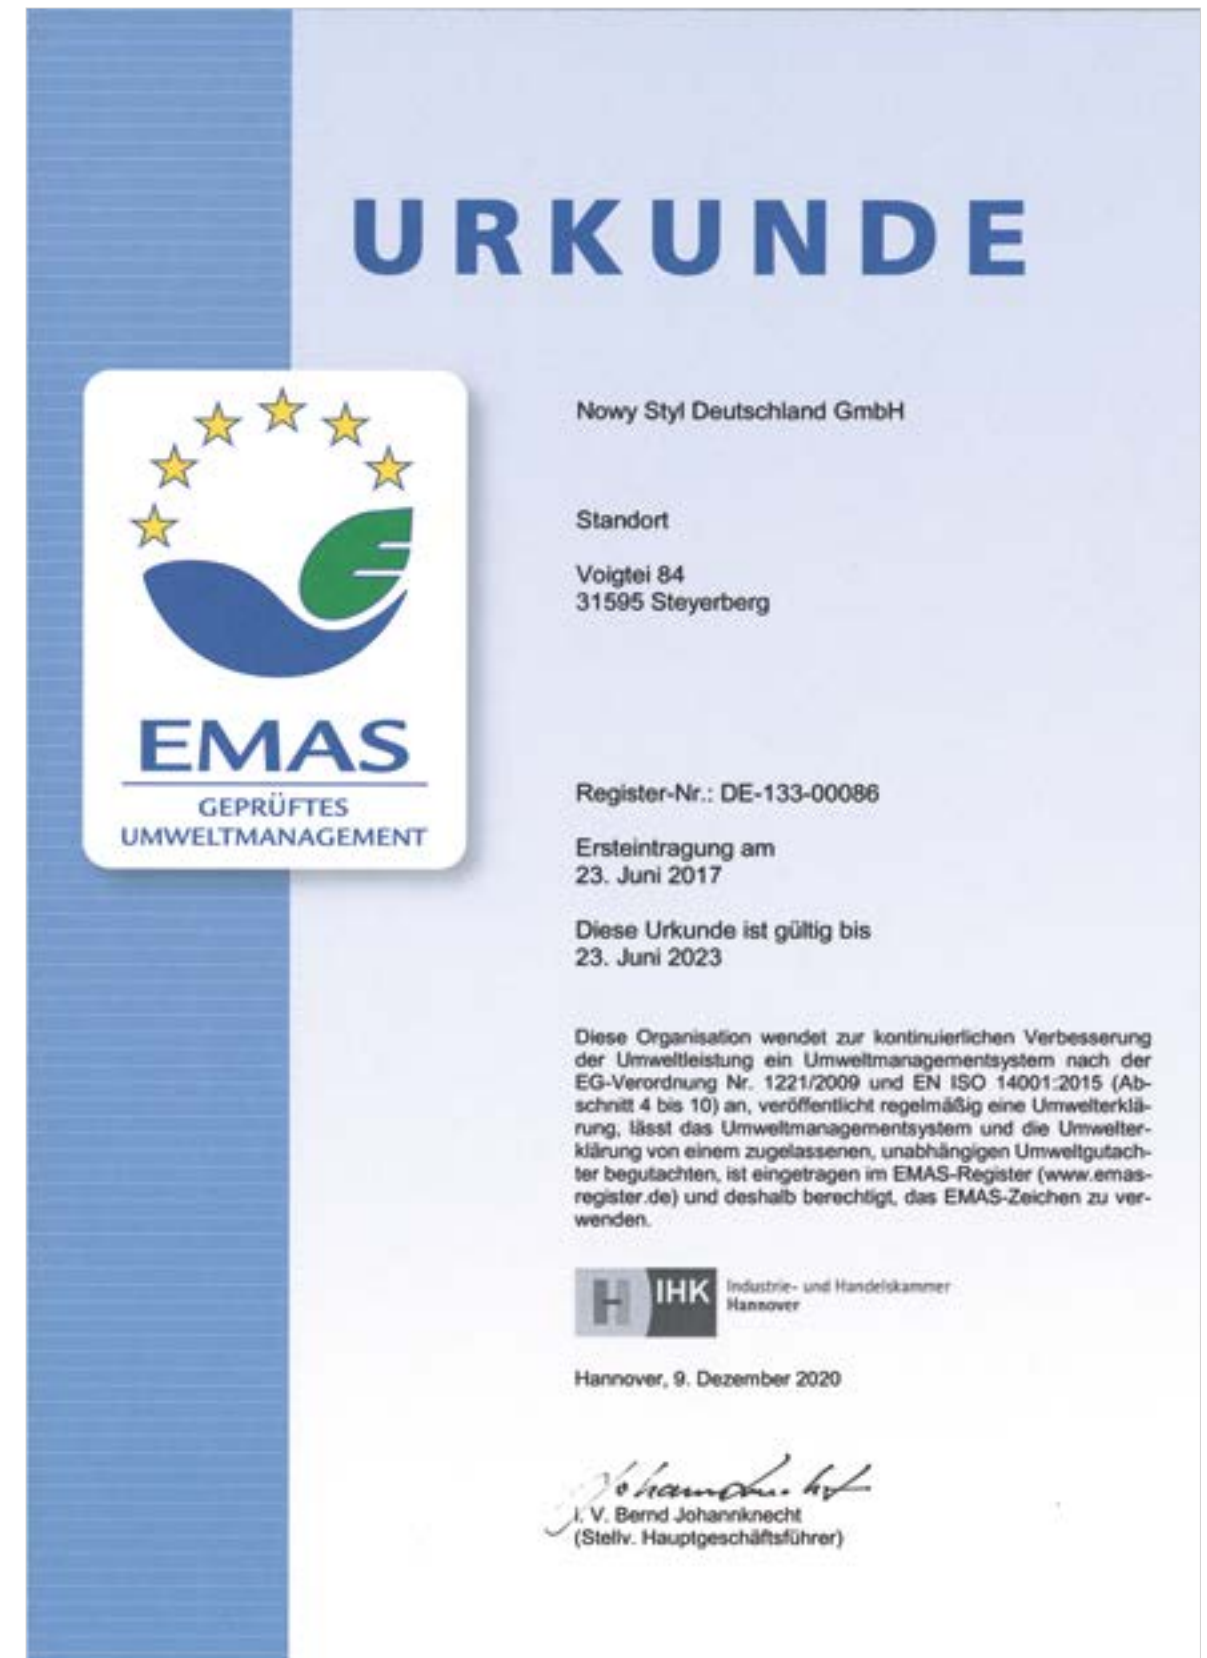 URKUNDE
Nowy Styl Deutschland GmbH
Standort
Voigtei 84
31595 Steyerberg
EMAS
GEPRÜFTES
UMWELTMANAGEMENT
Register-Nr.: DE-133-00086
Ersteintragung am
23. Juni 2017
Diese Urkunde ist gültig bis
23. Juni 2023
Diese Organisation wendet zur kontinuierlichen Verbesserung
der Umweltleistung ein Umweltmanagementsystem nach der
EG-Verordnung Nr. 1221/2009 und EN ISO 14001:2015 (Ab-
schnitt 4 bis 10) an, veröffentlicht regelmäßig eine Umwelterklä-
rung, lässt das Umweltmanagementsystem und die Umwelter-
klärung von einem zugelassenen, unabhängigen Umweltgutach-
ter begutachten, ist eingetragen im EMAS-Register (www.emas-
register.de) und deshalb berechtigt, das EMAS-Zeichen zu ver-
wenden.
H IHK Industrie- und Handelskammer
Hannover
Hannover, 9. Dezember 2020
Johannknecht
I. V. Bernd Johannknecht
(Stellv. Hauptgeschäftsführer)